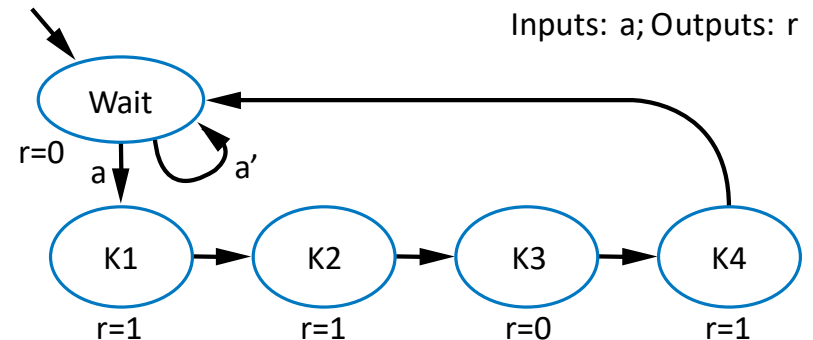 Inputs: a; Outputs: r
Wait
r=0
a
a’
K1
K2
K3
K4
r=1
r=1
r=0
r=1